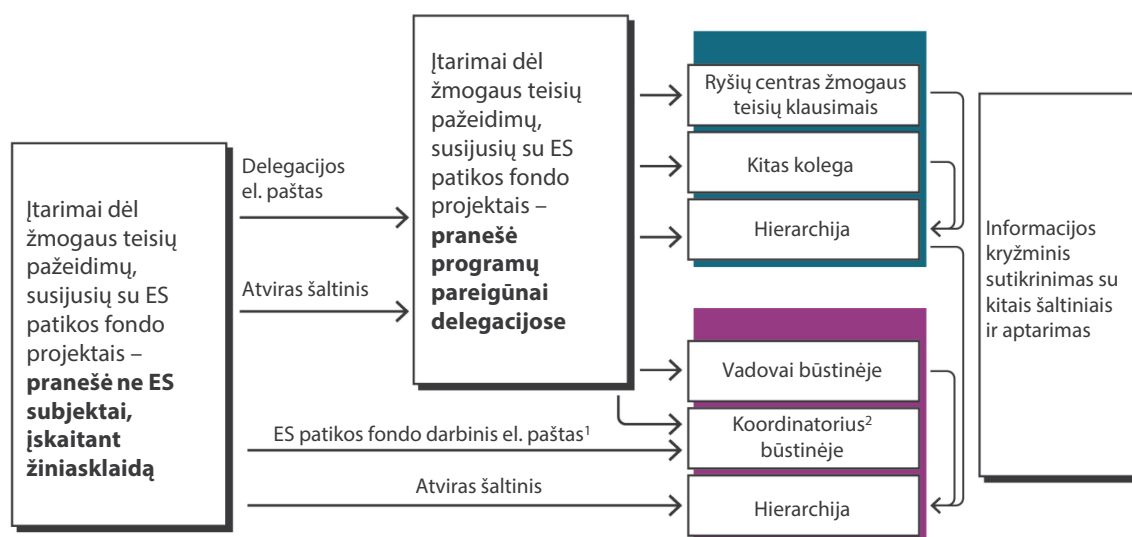 Įtarimai dėl
žmogaus teisių
pažeidimų,
susijusių su ES
patikos fondo
projektais –
pranešė ne ES
subjektai,
įskaitant
žiniasklaidą
Delegacijos
el. paštas
Atviras šaltinis
ES patikos fondo darbinis el. paštas¹
Atviras šaltinis
Įtarimai dėl
žmogaus teisių
pažeidimų,
susijusių su ES
patikos fondo
projektais –
pranešė
programų
pareigūnai
delegacijose
Ryšių centras žmogaus
teisių klausimais
Kitas kolega
Hierarchija
Vadovai būstinėje
Koordinatorius²
būstinėje
Hierarchija
Informacijos
kryžminis
sutikrinimas su
kitais šaltiniais
ir aptarimas